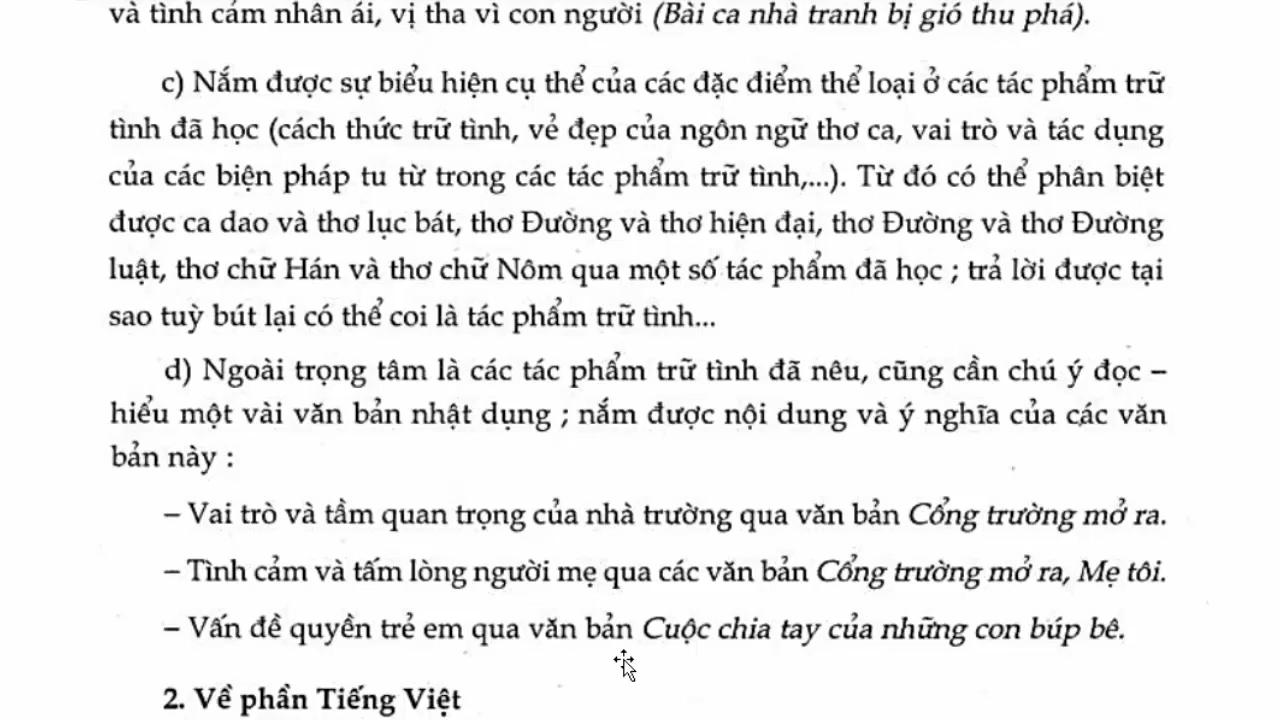 và tình cảm nhân ái, vị tha vì con người (Bài ca nhà tranh bị gió thu phá).
c) Nắm được sự biểu hiện cụ thể của các đặc điểm thể loại ở các tác phẩm trữ
tình đã học (cách thức trữ tình, vẻ đẹp của ngôn ngữ thơ ca, vai trò và tác dụng
của các biện pháp tu từ trong các tác phẩm trữ tình,...). Từ đó có thể phân biệt
được ca dao và thơ lục bát, thơ Đường và thơ hiện đại, thơ Đường và thơ Đường
luật, thơ chữ Hán và thơ chữ Nôm qua một số tác phẩm đã học ; trả lời được tại
sao tuỳ bút lại có thể coi là tác phẩm trữ tình...
d) Ngoài trọng tâm là các tác phẩm trữ tình đã nêu, cũng cần chú ý đọc –
hiểu một vài văn bản nhật dụng ; nắm được nội dung và ý nghĩa của các văn
bản này :
– Vai trò và tầm quan trọng của nhà trường qua văn bản Cổng trường mở ra.
– Tình cảm và tấm lòng người mẹ qua các văn bản Cổng trường mở ra, Mẹ tôi.
– Vấn đề quyền trẻ em qua văn bản Cuộc chia tay của những con búp bê.
2. Về phần Tiếng Việt